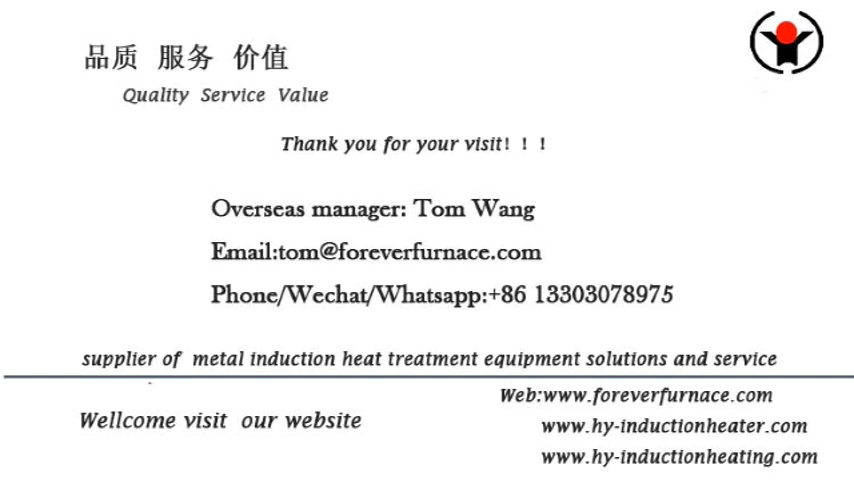 品质 服务 价值
Quality Service Value
Thank you for your visit！！！
Overseas manager: Tom Wang
Email:tom@foreverfurnace.com
Phone/Wechat/Whatsapp:+86 13303078975
supplier of metal induction heat treatment equipment solutions and service
Web:www.foreverfurnace.com
Wellcome visit our website
www.hy-inductionheater.com
www.hy-inductionheating.com